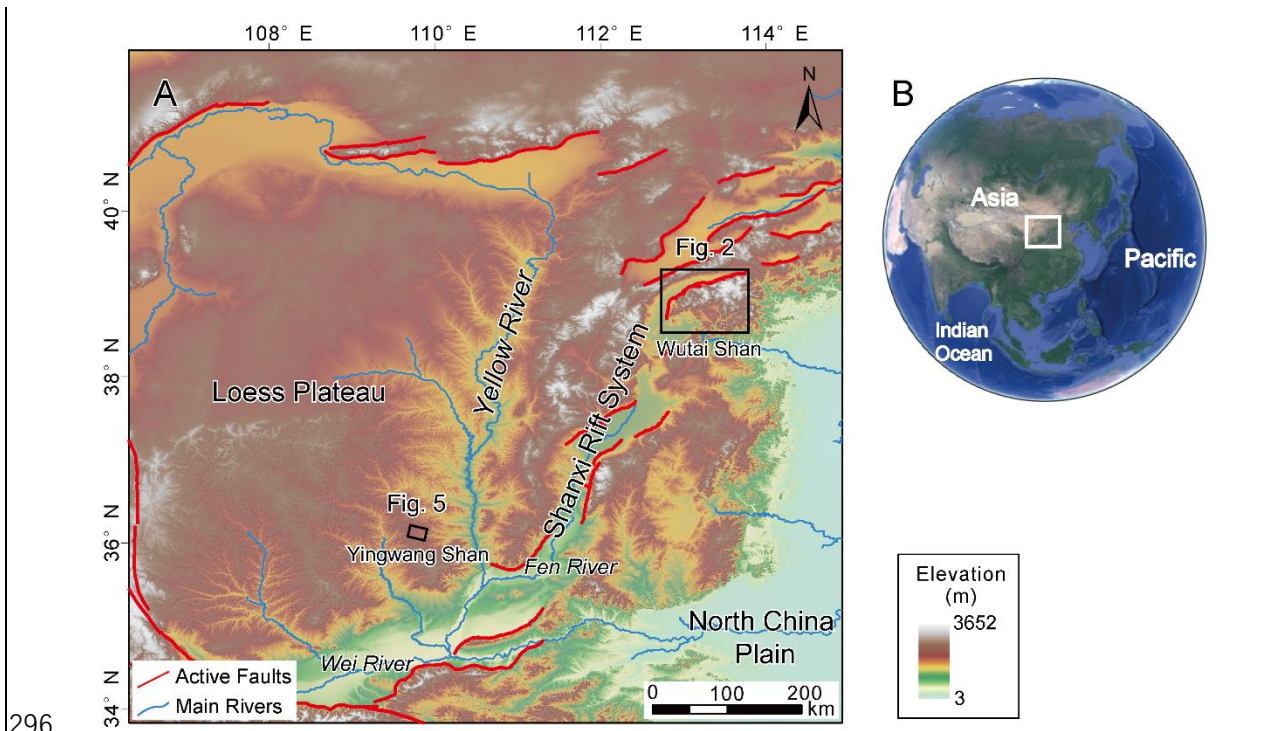 108° E
110° E
112° E
114° E
A
N
B
40° N
38° N
36° N
34° N
Asia
Pacific
Indian
Ocean
Fig. 2
Wutai Shan
Yellow River
Shanxi Rift System
Loess Plateau
Fig. 5
Yingwang Shan
Fen River
North China
Plain
Wei River
Active Faults
Main Rivers
0 100 200
km
Elevation
(m)
3652
3
296